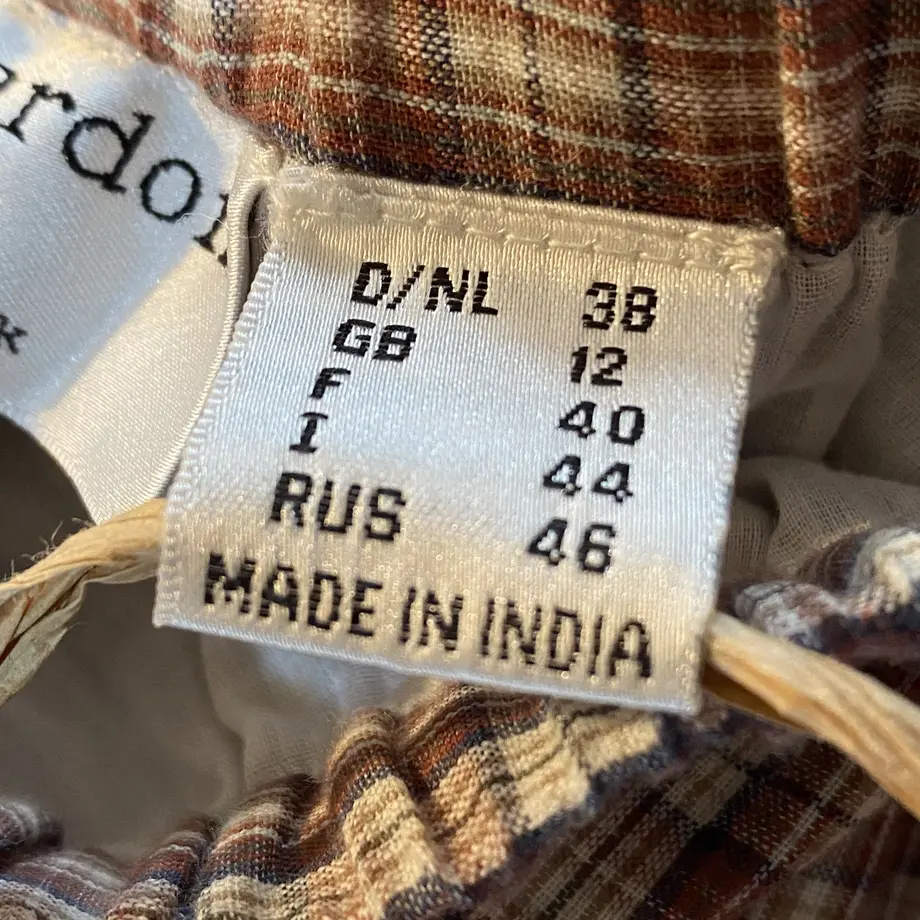 D/NL 38
GB 12
F 40
I 44
RUS 46
MADE IN INDIA